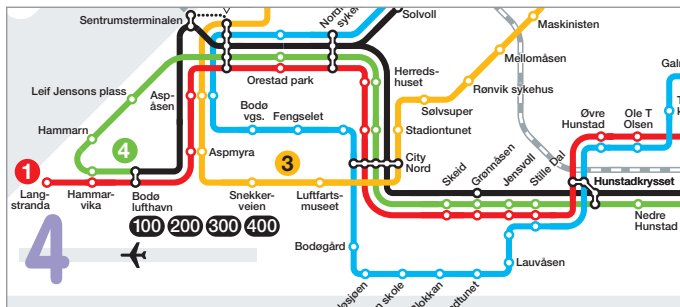 Sentrumsterminalen
Solvoll
Maskinisten
Mellomåsen
Rønvik sykehus
Leif Jensons plass
Asp-
åsen
Orestad park
Herreds-
huset
Sølvsuper
Hammarn
Bodø
vgs.
Fengselet
Stadiontunet
Øvre
Hunstad
Ole T
Olsen
4
Aspmyra
3
City
Nord
Skeid
Grønnåsen
Jensvoll
Stille Dal
1
Lang-
stranda
Hammar-
vika
Bodø
lufthavn
Snekker-
veien
Luftfarts-
museet
Hunstadkrysset
100 200 300 400
Nedre
Hunstad
4
Bodøgård
Lauvåsen